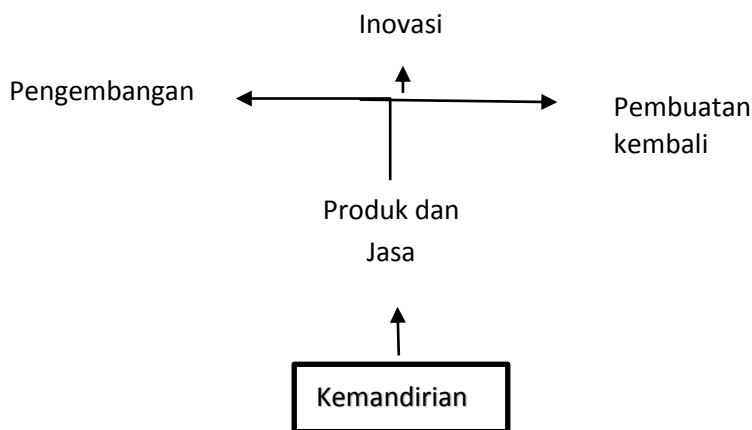 Inovasi
Pengembangan
Pembuatan
kembali
Produk dan
Jasa
Kemandirian